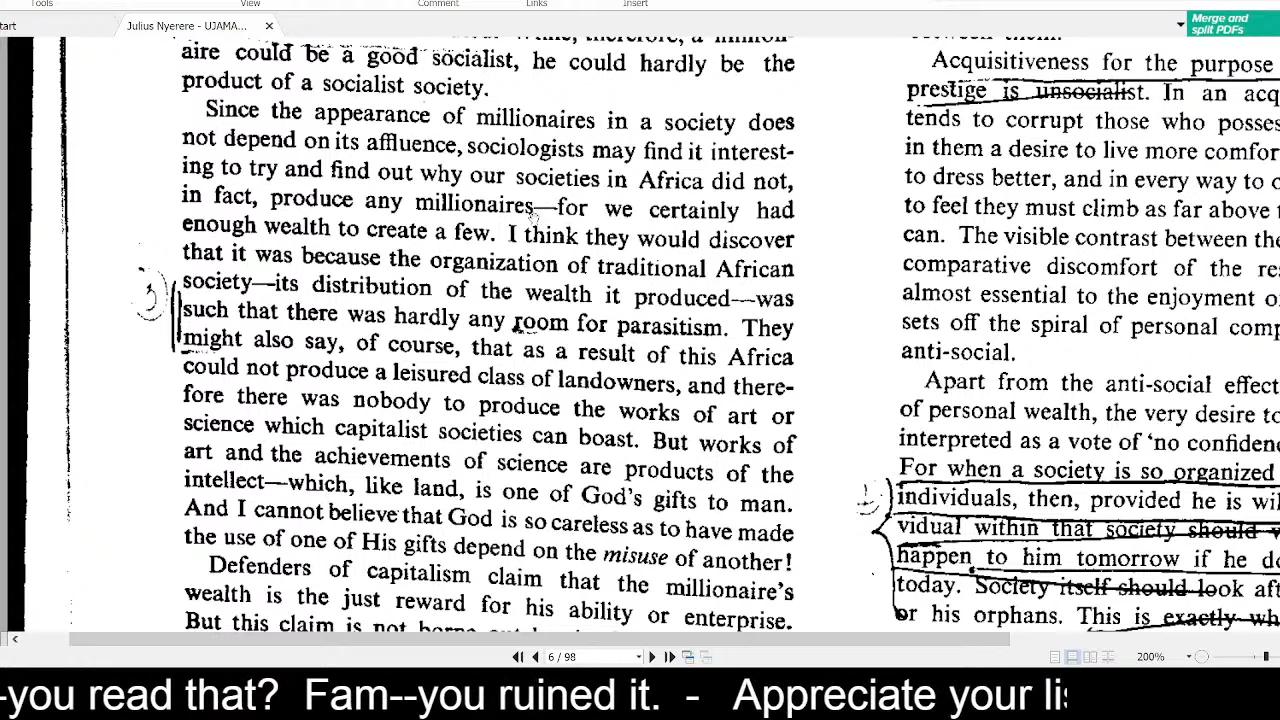 Tools View Comment Links Insert
tart Julius Nyerere - UJAMA... ×
Merge and
split PDFs
aire could be a good socialist, he could hardly be the
product of a socialist society.
Since the appearance of millionaires in a society does
not depend on its affluence, sociologists may find it interest-
ing to try and find out why our societies in Africa did not,
in fact, produce any millionaires—for we certainly had
enough wealth to create a few. I think they would discover
that it was because the organization of traditional African
society—its distribution of the wealth it produced—was
such that there was hardly any room for parasitism. They
might also say, of course, that as a result of this Africa
could not produce a leisured class of landowners, and there-
fore there was nobody to produce the works of art or
science which capitalist societies can boast. But works of
art and the achievements of science are products of the
intellect—which, like land, is one of God's gifts to man.
And I cannot believe that God is so careless as to have made
the use of one of His gifts depend on the misuse of another!
Defenders of capitalism claim that the millionaire's
wealth is the just reward for his ability or enterprise.
But this claim is not
Acquisitiveness for the purpose
prestige is unsocialist. In an acq
tends to corrupt those who posses
in them a desire to live more comfor
to dress better, and in every way to o
to feel they must climb as far above
can. The visible contrast between the
comparative discomfort of the re
almost essential to the enjoyment o
sets off the spiral of personal comp
anti-social.
Apart from the anti-social effect
of personal wealth, the very desire to
interpreted as a vote of 'no confidenc
For when a society is so organized
individuals, then, provided he is wil
vidual within that society should w
happen to him tomorrow if he do
today. Society itself should look aft
or his orphans. This is exactly wh
6 / 98
200%
-you read that? Fam--you ruined it. - Appreciate your lis